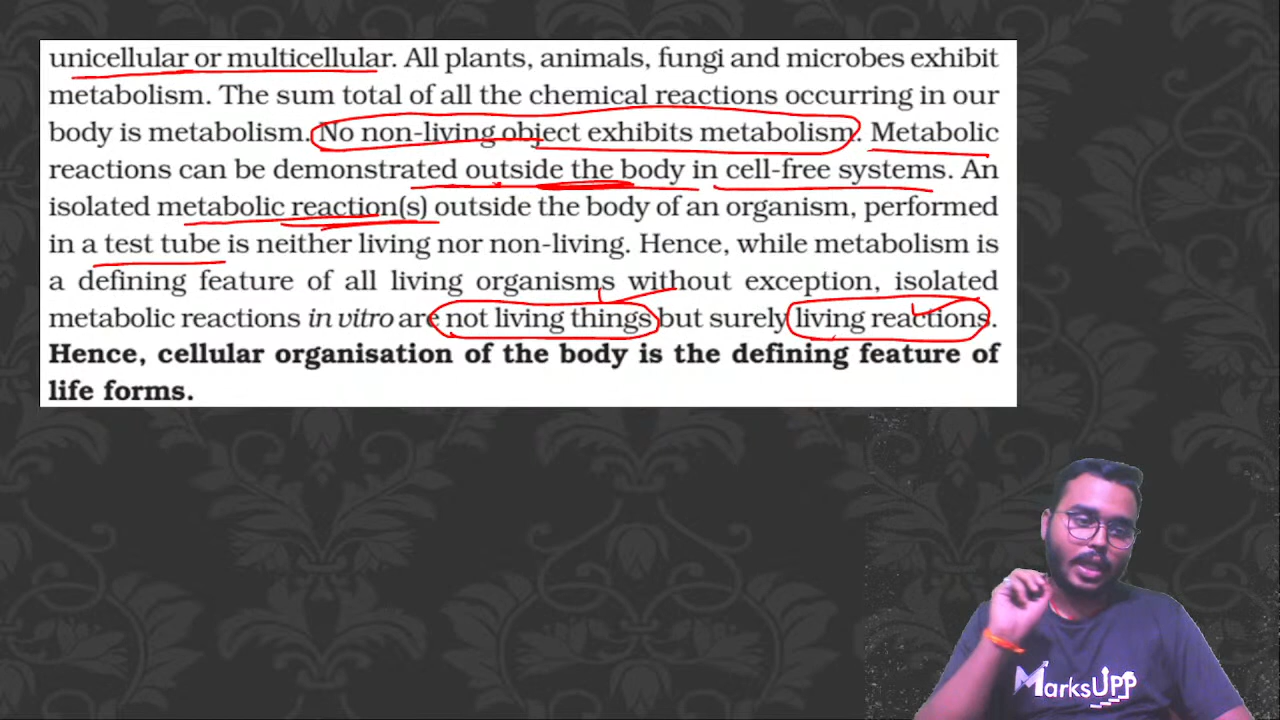 unicellular or multicellular. All plants, animals, fungi and microbes exhibit
metabolism. The sum total of all the chemical reactions occurring in our
body is metabolism. No non-living object exhibits metabolism. Metabolic
reactions can be demonstrated outside the body in cell-free systems. An
isolated metabolic reaction(s) outside the body of an organism, performed
in a test tube is neither living nor non-living. Hence, while metabolism is
a defining feature of all living organisms without exception, isolated
metabolic reactions in vitro are not living things but surely living reactions.
Hence, cellular organisation of the body is the defining feature of
life forms.
MarksUPP